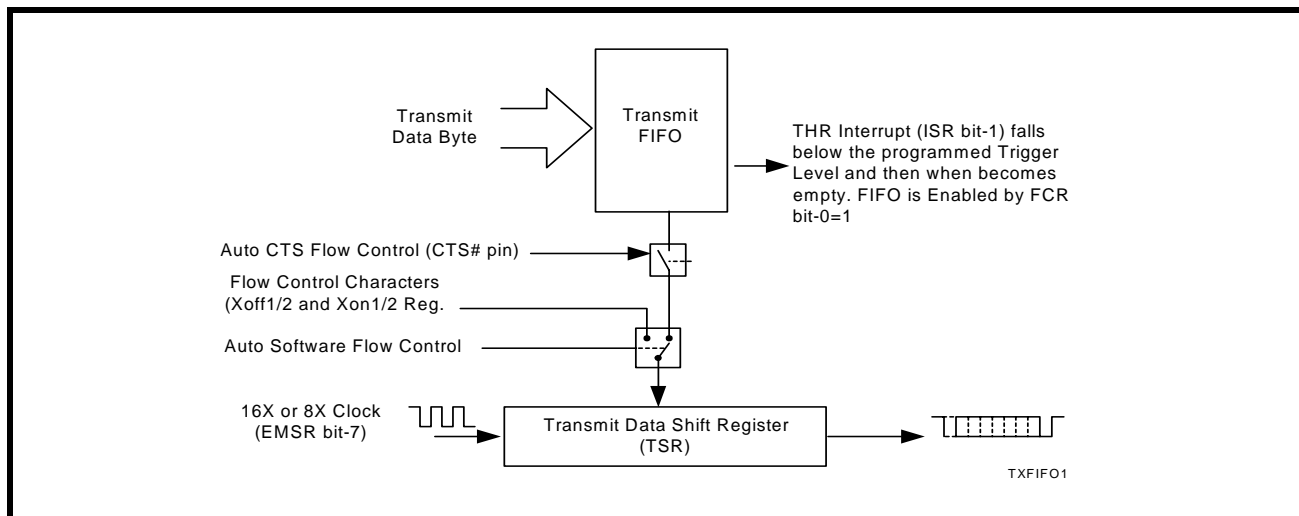 Transmit
Data Byte
Transmit
FIFO
THR Interrupt (ISR bit-1) falls
below the programmed Trigger
Level and then when becomes
empty. FIFO is Enabled by FCR
bit-0=1
Auto CTS Flow Control (CTS# pin)
Flow Control Characters
(Xoff1/2 and Xon1/2 Reg.
Auto Software Flow Control
16X or 8X Clock
(EMSR bit-7)
Transmit Data Shift Register
(TSR)
TXFIFO1